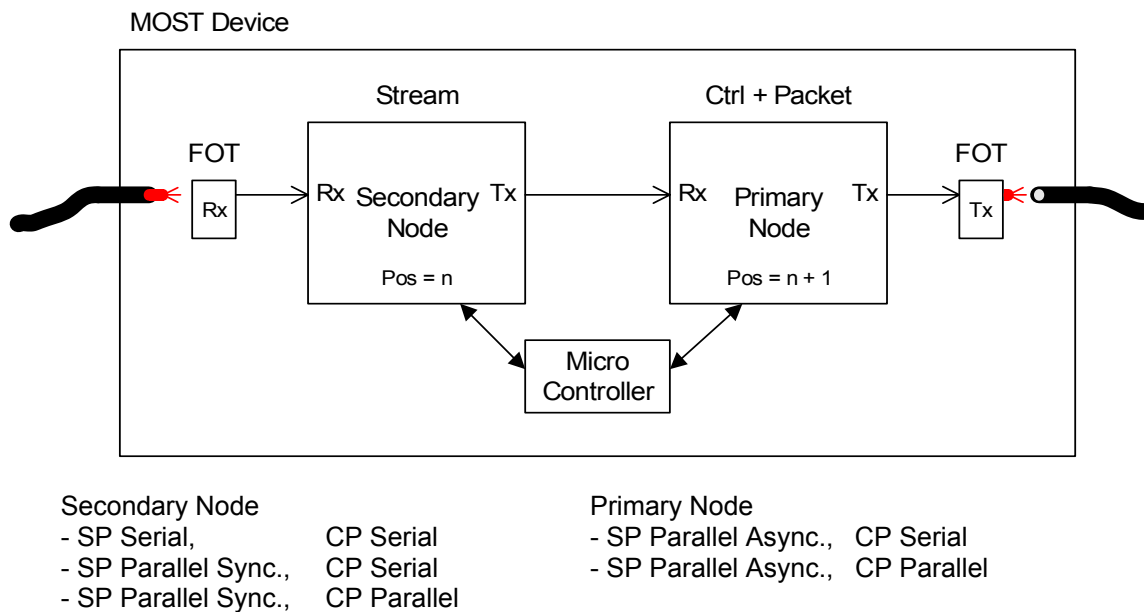 MOST Device
Stream
Ctrl + Packet
FOT
FOT
Rx
Rx
Secondary
Node
Tx
Pos = n
Rx
Primary
Node
Tx
Pos = n + 1
Tx
Micro
Controller
Secondary Node
- SP Serial, CP Serial
- SP Parallel Sync., CP Serial
- SP Parallel Sync., CP Parallel
Primary Node
- SP Parallel Async., CP Serial
- SP Parallel Async., CP Parallel